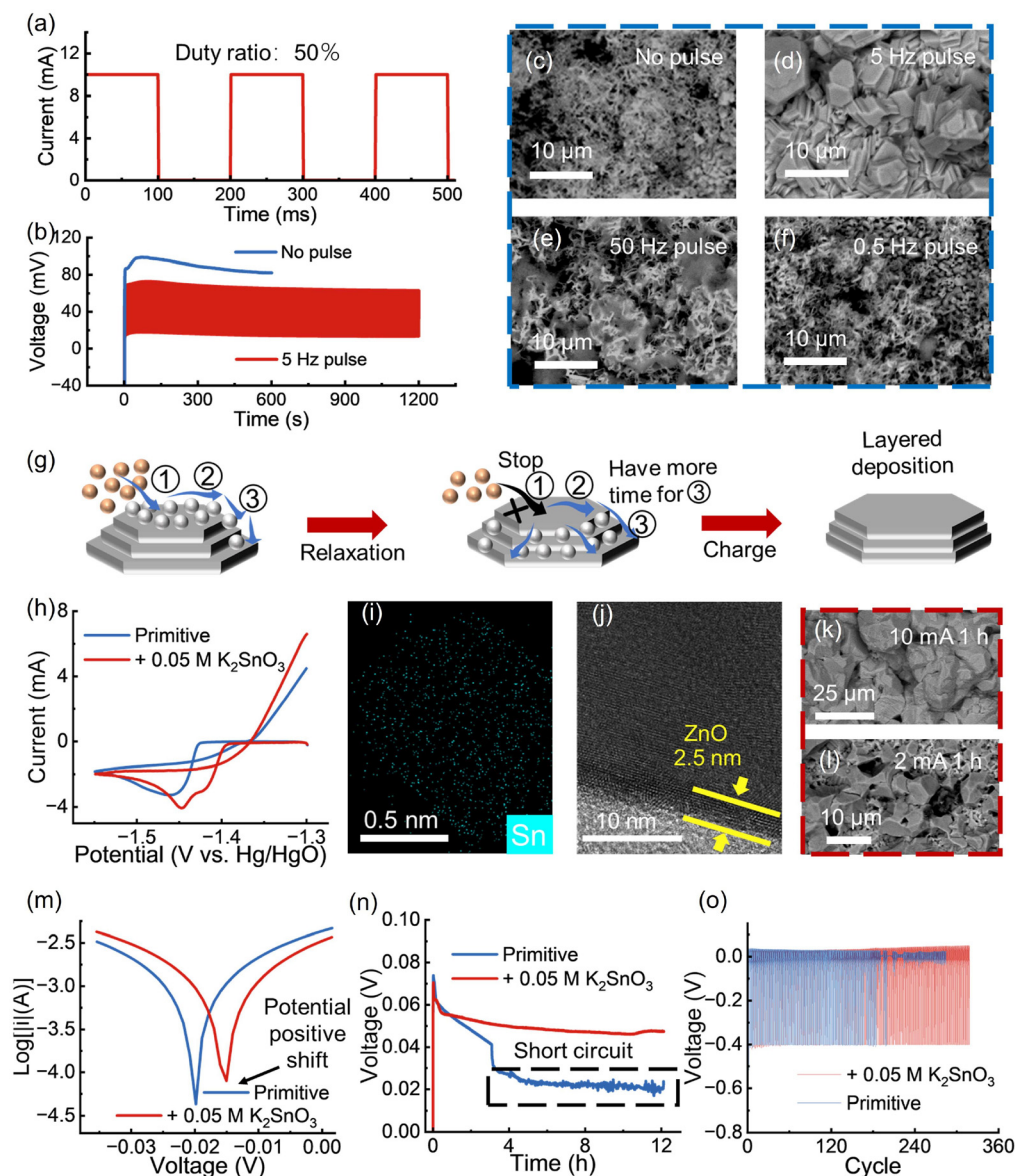 (a)
Duty ratio: 50%
Current (mA)
12
8
4
0
0 100 200 300 400 500
Time (ms)
(b)
Voltage (mV)
120
80
40
0
−40
No pulse
5 Hz pulse
0 300 600 900 1200
Time (s)
(c)
No pulse
10 μm
(d)
5 Hz pulse
10 μm
(e)
50 Hz pulse
10 μm
(f)
0.5 Hz pulse
10 μm
(g)
① ② ③
Relaxation
Stop
① ② ③
Have more
time for ③
Charge
Layered
deposition
(h)
Current (mA)
8
4
0
−4
Primitive
+ 0.05 M K₂SnO₃
−1.5 −1.4 −1.3
Potential (V vs. Hg/HgO)
(i)
0.5 nm
Sn
(j)
ZnO
2.5 nm
10 nm
(k)
10 mA 1 h
25 μm
(l)
2 mA 1 h
10 μm
(m)
Log[|i|(A)]
−2.5
−3.0
−3.5
−4.0
−4.5
Potential
positive
shift
Primitive
+ 0.05 M K₂SnO₃
−0.03 −0.02 −0.01 0.00
Voltage (V)
(n)
Voltage (V)
0.10
0.08
0.06
0.04
0.02
0.00
Primitive
+ 0.05 M K₂SnO₃
Short circuit
0 4 8 12
Time (h)
(o)
Voltage (V)
0.0
−0.2
−0.4
−0.6
−0.8
+ 0.05 M K₂SnO₃
Primitive
0 120 240 360
Cycle